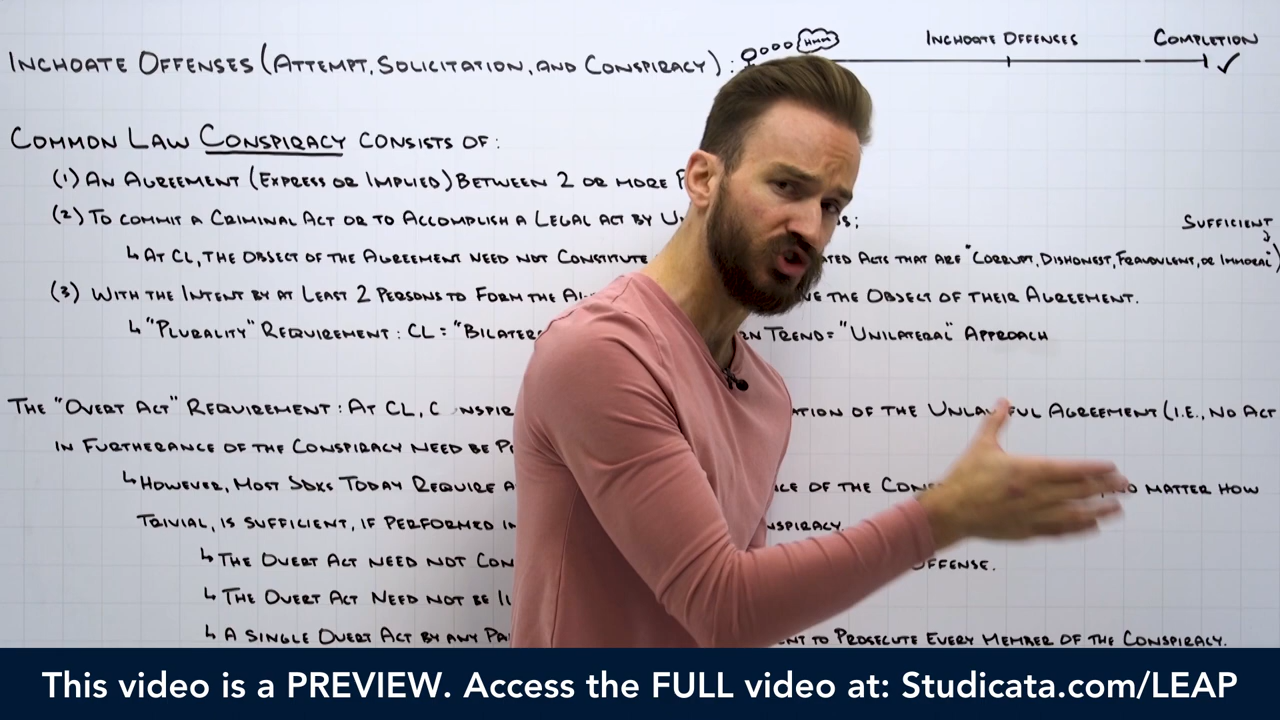 INCHOATE OFFENSES (ATTEMPT, SOLICITATION, AND CONSPIRACY):
HMM
INCHOATE OFFENSES
COMPLETION
COMMON LAW CONSPIRACY CONSISTS OF:
(1) AN AGREEMENT (EXPRESS OR IMPLIED) BETWEEN 2 OR MORE
(2) TO COMMIT A CRIMINAL ACT OR TO ACCOMPLISH A LEGAL ACT BY
SUFFICIENT
↳ AT CL, THE OBJECT OF THE AGREEMENT NEED NOT CONSTITUTE ACTS THAT ARE "CORRUPT, DISHONEST, FRAUDULENT, OR IMMORAL")
(3) WITH THE INTENT BY AT LEAST 2 PERSONS TO FORM THE THE OBJECT OF THEIR AGREEMENT.
↳ "PLURALITY" REQUIREMENT: CL = TREND = "UNILATERAL" APPROACH
THE "OVERT ACT" REQUIREMENT: AT CL, OF THE UNLAWFUL AGREEMENT (I.E., NO ACT
IN FURTHERANCE OF THE CONSPIRACY NEED BE
↳ HOWEVER, MOST JDXS TODAY REQUIRE OF THE MATTER HOW
TRIVIAL, IS SUFFICIENT, IF PERFORMED
↳ THE OVERT ACT NEED NOT
↳ THE OVERT ACT NEED NOT BE
↳ A SINGLE OVERT ACT BY ANY TO PROSECUTE EVERY MEMBER OF THE CONSPIRACY.
This video is a PREVIEW. Access the FULL video at: Studicata.com/LEAP